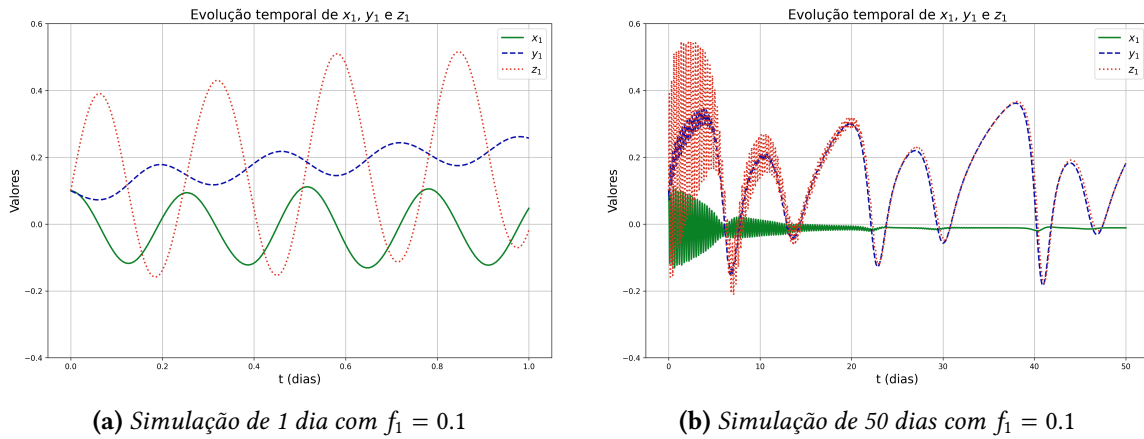 Evolução temporal de x₁, y₁ e z₁
0.6
0.4
0.2
0.0
−0.2
−0.4
Valores
0.0 0.2 0.4 0.6 0.8 1.0
t (dias)
x₁
y₁
z₁
(a) Simulação de 1 dia com f₁ = 0.1
Evolução temporal de x₁, y₁ e z₁
0.6
0.4
0.2
0.0
−0.2
−0.4
Valores
0 10 20 30 40 50
t (dias)
x₁
y₁
z₁
(b) Simulação de 50 dias com f₁ = 0.1